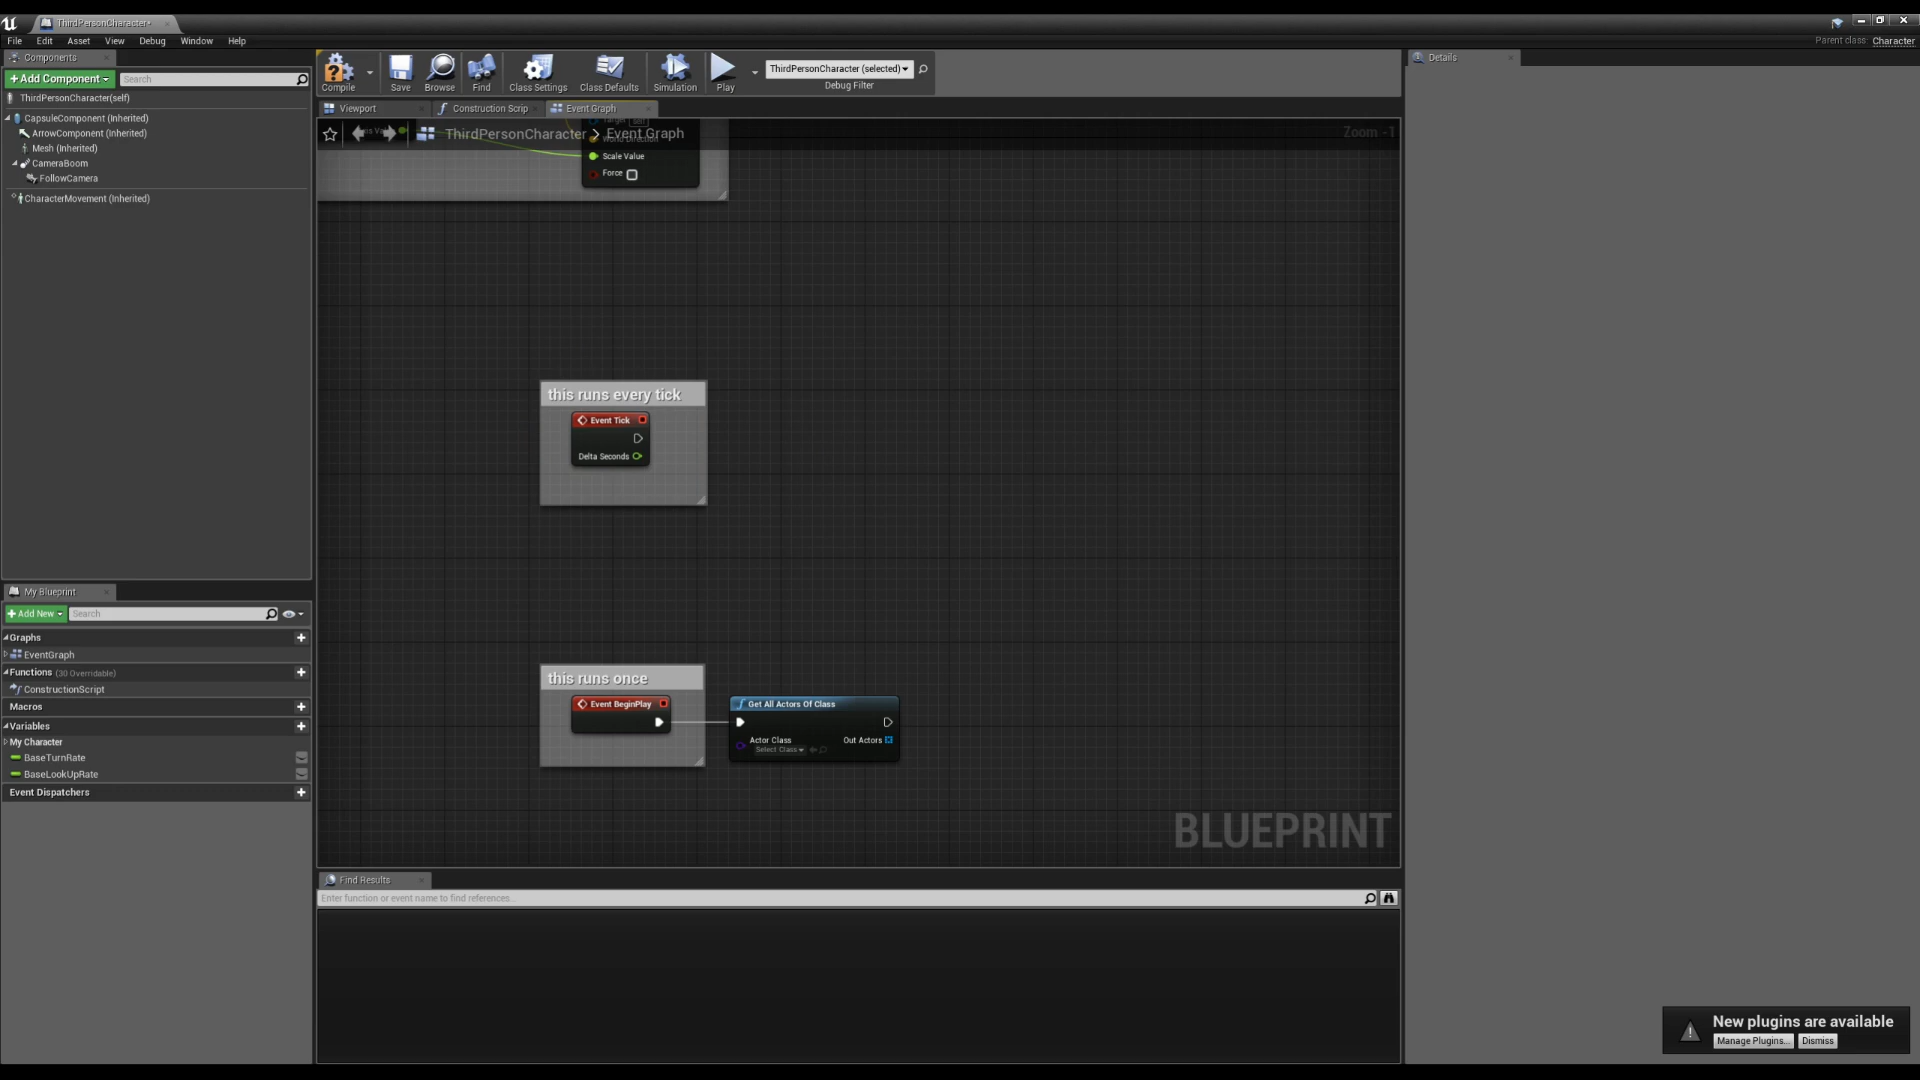 ThirdPersonCharacter*
File Edit Asset View Debug Window Help
Parent class: Character
Components
Details
+Add Component
Search
Compile
Save
Browse
Find
Class Settings
Class Defaults
Simulation
Play
ThirdPersonCharacter (selected)
Debug Filter
ThirdPersonCharacter(self)
Viewport
Construction Scrip
Event Graph
CapsuleComponent (Inherited)
ArrowComponent (Inherited)
Mesh (Inherited)
CameraBoom
FollowCamera
CharacterMovement (Inherited)
ThirdPersonCharacter > Event Graph
Zoom -1
Target self
World Direction
Scale Value
Force
this runs every tick
Event Tick
Delta Seconds
My Blueprint
+Add New
Search
Graphs
EventGraph
Functions (30 Overridable)
ConstructionScript
Macros
Variables
My Character
BaseTurnRate
BaseLookUpRate
Event Dispatchers
this runs once
Event BeginPlay
Get All Actors Of Class
Actor Class
Select Class
Out Actors
BLUEPRINT
Find Results
Enter function or event name to find references...
New plugins are available
Manage Plugins...
Dismiss